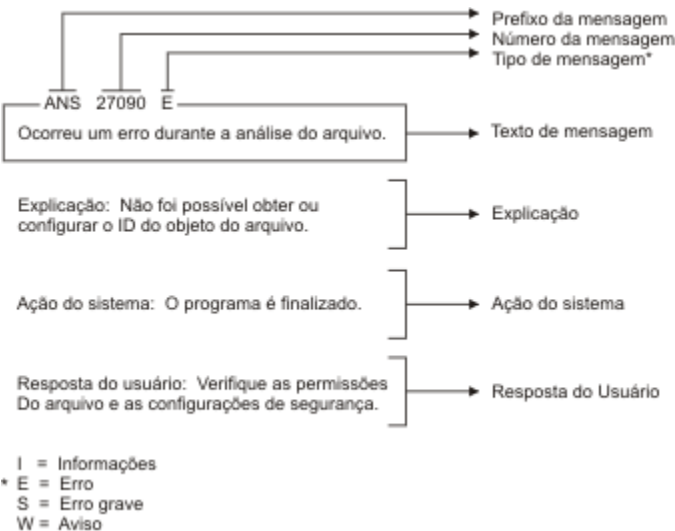 Prefixo da mensagem
Número da mensagem
Tipo de mensagem*
ANS 27090 E
Ocorreu um erro durante a análise do arquivo.
Texto de mensagem
Explicação: Não foi possível obter ou
configurar o ID do objeto do arquivo.
Explicação
Ação do sistema: O programa é finalizado.
Ação do sistema
Resposta do usuário: Verifique as permissões
Do arquivo e as configurações de segurança.
Resposta do Usuário
I = Informações
* E = Erro
S = Erro grave
W = Aviso